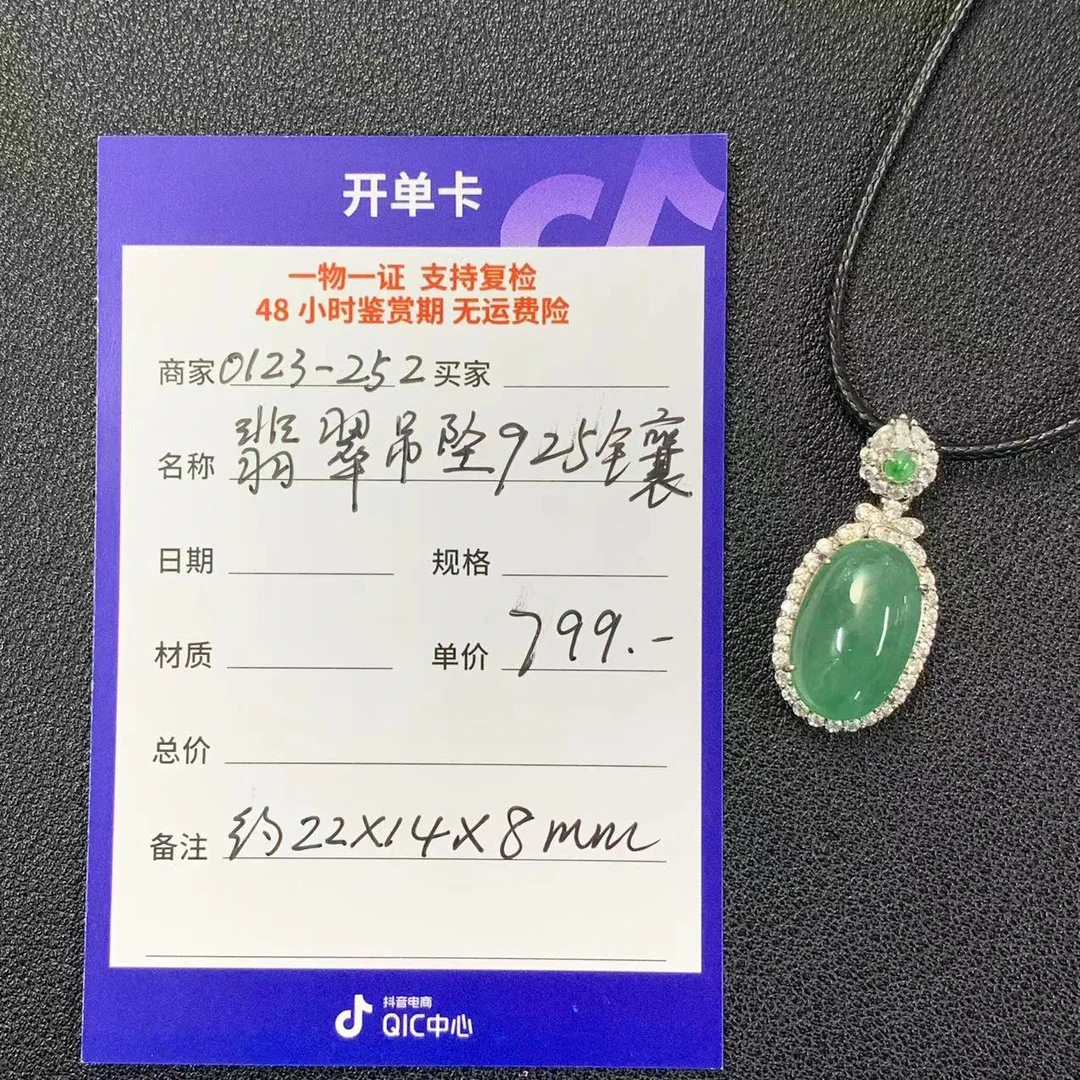 开单卡
一物一证 支持复检
48 小时鉴赏期 无运费险
商家 0123-252 买家
名称 翡翠吊坠925镶
日期 规格
材质 单价 799.-
总价
备注 约22X14X8mm
抖音电商
QIC中心